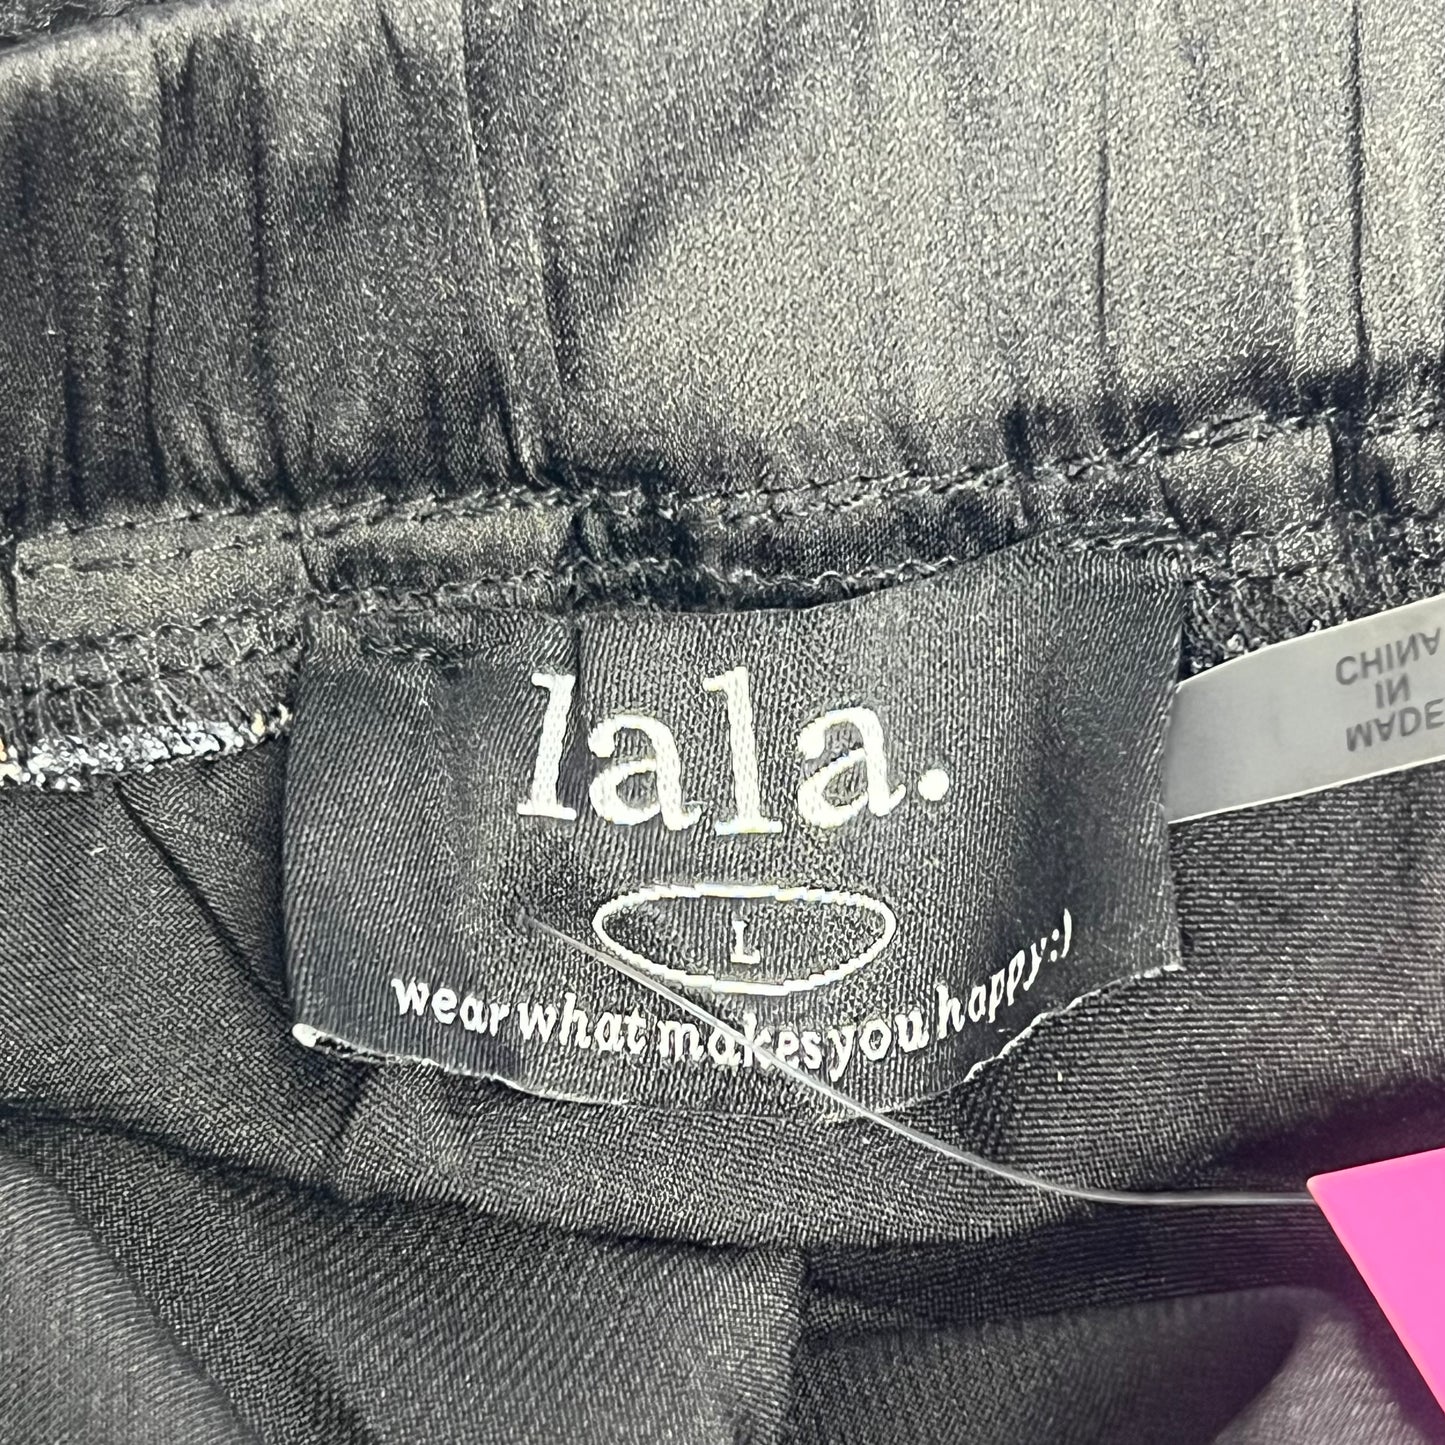 lala.
L
wear what makes you happy:)
MADE
IN
CHINA